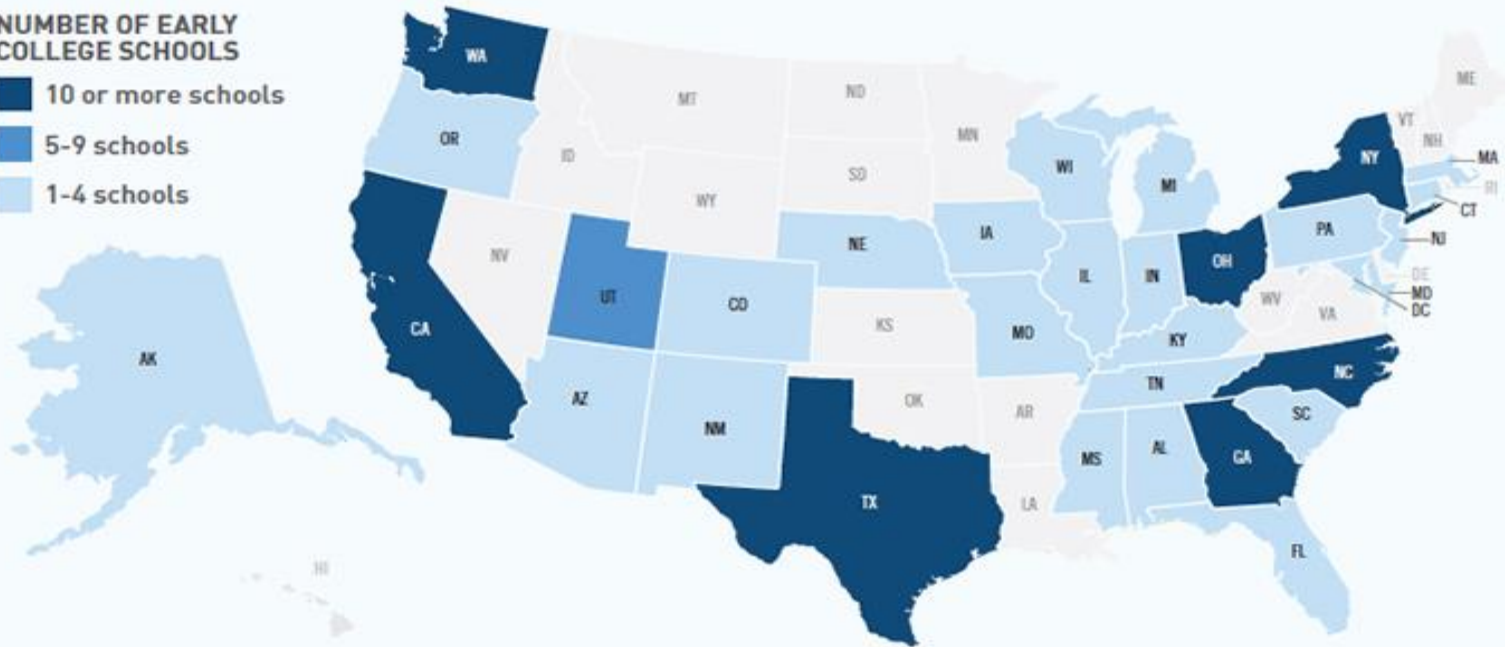 NUMBER OF EARLY
COLLEGE SCHOOLS
10 or more schools
5-9 schools
1-4 schools
WA
OR
CA
NV
ID
MT
WY
UT
CO
AZ
NM
ND
SD
NE
KS
OK
TX
MN
IA
MO
AR
LA
WI
IL
MI
IN
OH
KY
TN
MS
AL
GA
FL
SC
NC
VA
WV
PA
NY
VT
NH
ME
MA
RI
CT
NJ
DE
MD
DC
AK
HI